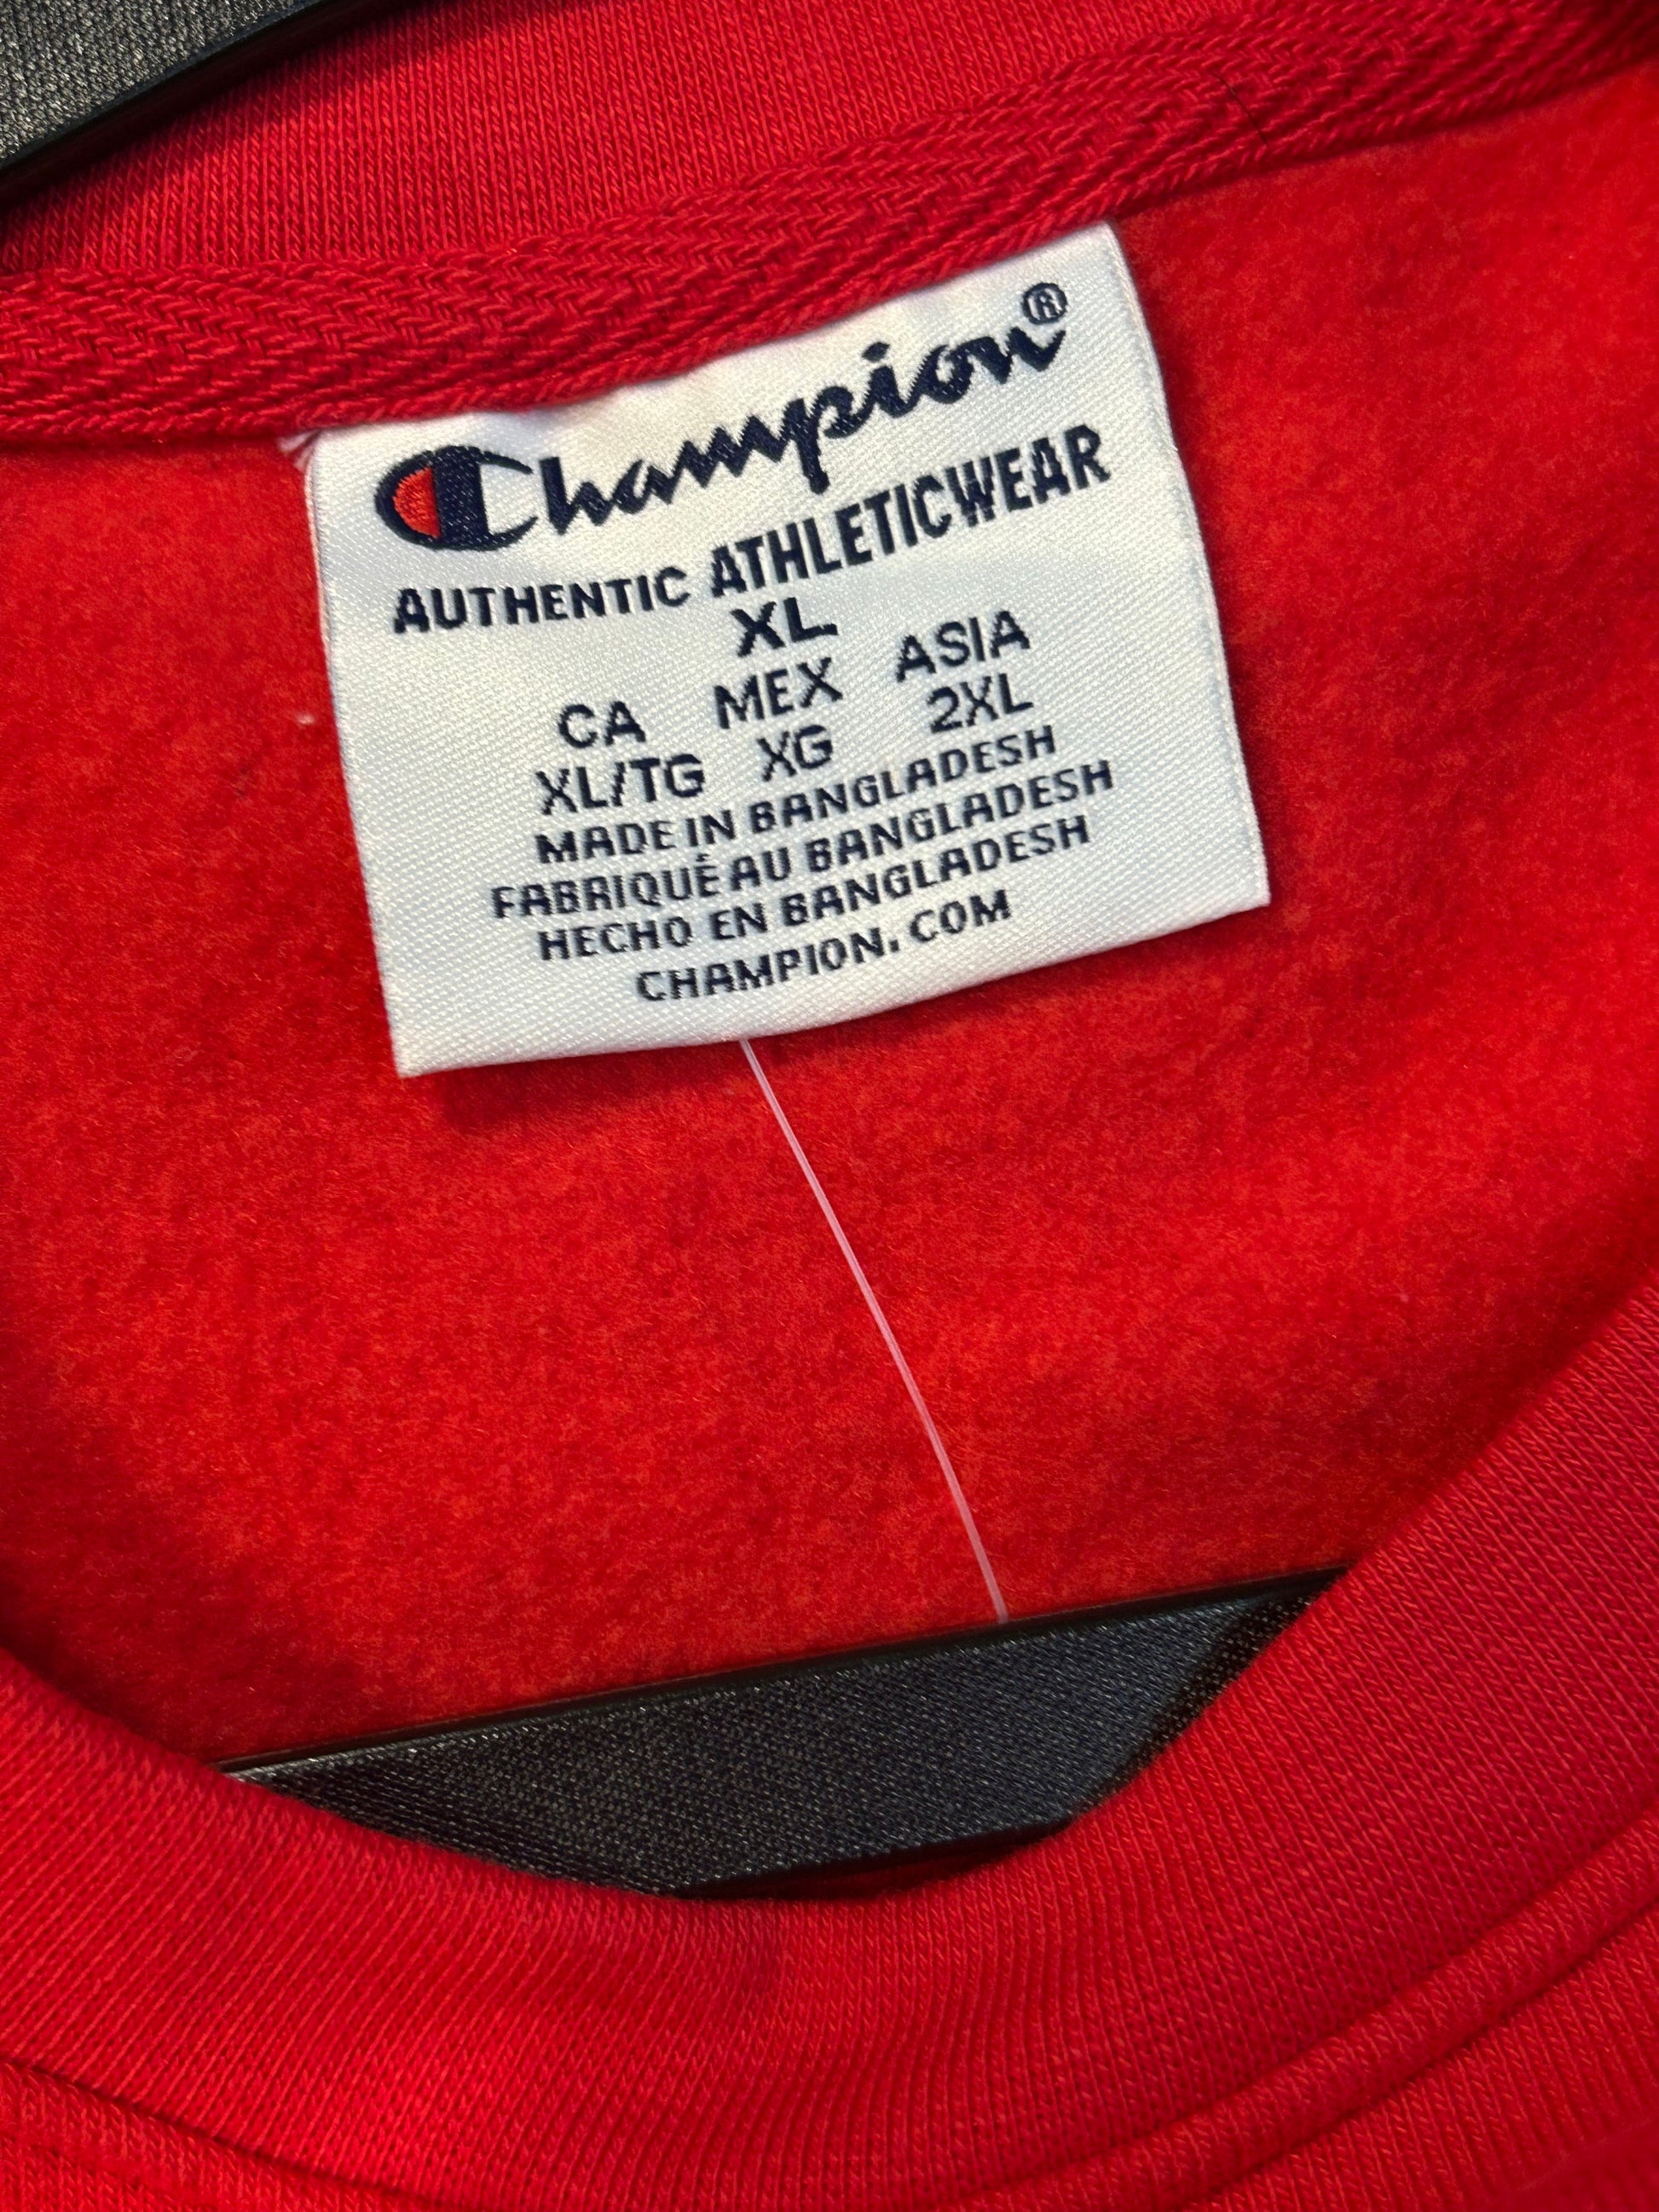 Champion®
AUTHENTIC ATHLETICWEAR
XL
CA MEX ASIA
XL/TG XG 2XL
MADE IN BANGLADESH
FABRIQUÉ AU BANGLADESH
HECHO EN BANGLADESH
CHAMPION.COM